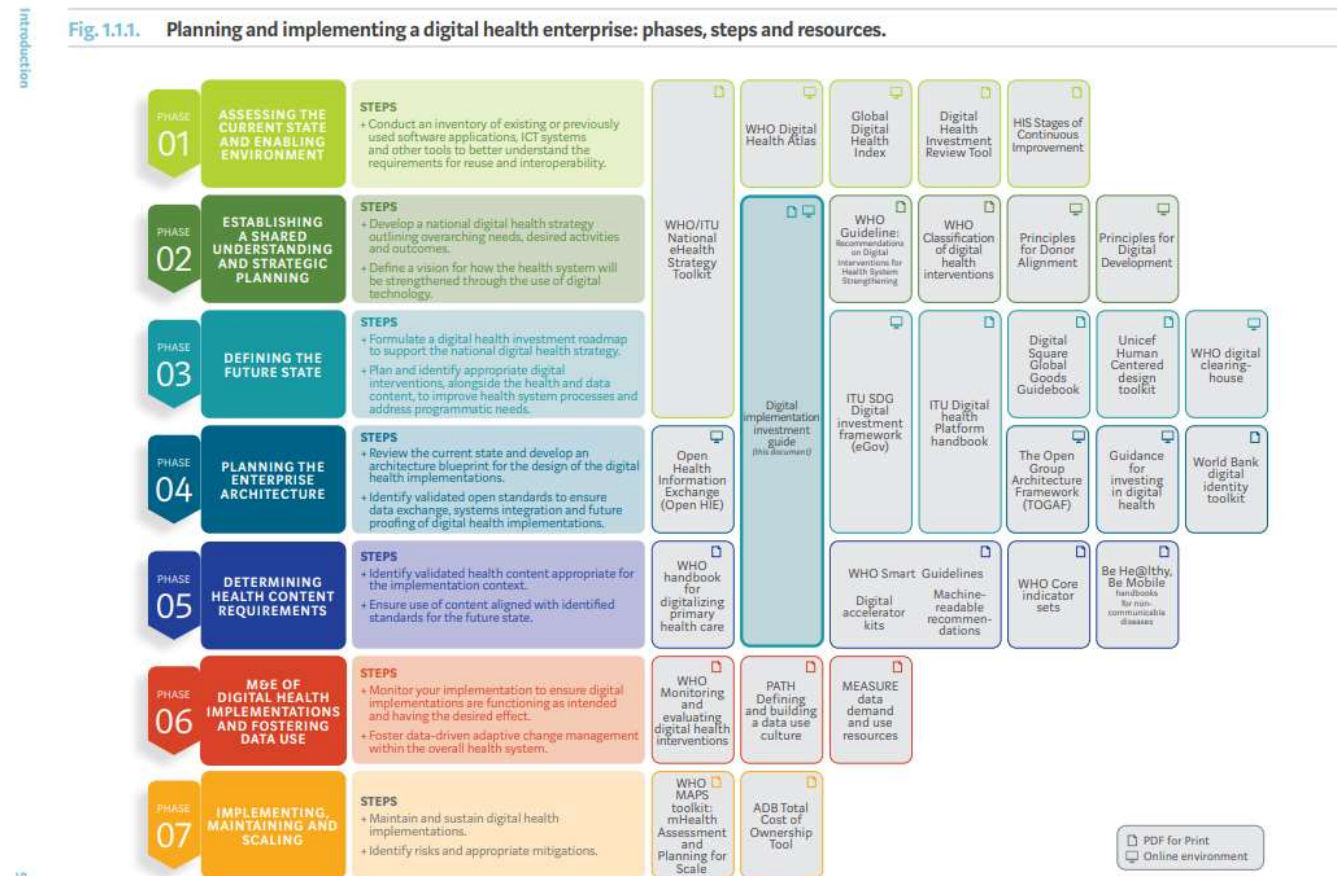 Introduction
Fig. 1.1.1. Planning and implementing a digital health enterprise: phases, steps and resources.
PHASE
01
ASSESSING THE
CURRENT STATE
AND ENABLING
ENVIRONMENT
STEPS
+ Conduct an inventory of existing or previously
used software applications, ICT systems
and other tools to better understand the
requirements for reuse and interoperability.
WHO/ITU
National
eHealth
Strategy
Toolkit
WHO Digital
Health Atlas
Global
Digital
Health
Index
Digital
Health
Investment
Review Tool
HIS Stages of
Continuous
Improvement
PHASE
02
ESTABLISHING
A SHARED
UNDERSTANDING
AND STRATEGIC
PLANNING
STEPS
+ Develop a national digital health strategy
outlining overarching needs, desired activities
and outcomes.
+ Define a vision for how the health system will
be strengthened through the use of digital
technology.
Digital
implementation
investment
guide
(this document)
WHO
Guideline:
Recommendations
on Digital
Interventions for
Health System
Strengthening
WHO
Classification
of digital
health
interventions
Principles
for Donor
Alignment
Principles for
Digital
Development
PHASE
03
DEFINING THE
FUTURE STATE
STEPS
+ Formulate a digital health investment roadmap
to support the national digital health strategy.
+ Plan and identify appropriate digital
interventions, alongside the health and data
content, to improve health system processes and
address programmatic needs.
ITU SDG
Digital
investment
framework
(eGov)
ITU Digital
health
Platform
handbook
Digital
Square
Global
Goods
Guidebook
Unicef
Human
Centered
design
toolkit
WHO digital
clearing-
house
PHASE
04
PLANNING THE
ENTERPRISE
ARCHITECTURE
STEPS
+ Review the current state and develop an
architecture blueprint for the design of the digital
health implementations.
+ Identify validated open standards to ensure
data exchange, systems integration and future
proofing of digital health implementations.
Open
Health
Information
Exchange
(Open HIE)
The Open
Group
Architecture
Framework
(TOGAF)
Guidance
for
investing
in digital
health
World Bank
digital
identity
toolkit
PHASE
05
DETERMINING
HEALTH CONTENT
REQUIREMENTS
STEPS
+ Identify validated health content appropriate for
the implementation context.
+ Ensure use of content aligned with identified
standards for the future state.
WHO
handbook
for
digitalizing
primary
health care
WHO Smart Guidelines
Digital
accelerator
kits
Machine-
readable
recommen-
dations
WHO Core
indicator
sets
Be He@lthy,
Be Mobile
handbooks
for non-
communicable
diseases
PHASE
06
M&E OF
DIGITAL HEALTH
IMPLEMENTATIONS
AND FOSTERING
DATA USE
STEPS
+ Monitor your implementation to ensure digital
implementations are functioning as intended
and having the desired effect.
+ Foster data-driven adaptive change management
within the overall health system.
WHO
Monitoring
and
evaluating
digital health
interventions
PATH
Defining
and building
a data use
culture
MEASURE
data
demand
and use
resources
PHASE
07
IMPLEMENTING,
MAINTAINING AND
SCALING
STEPS
+ Maintain and sustain digital health
implementations.
+ Identify risks and appropriate mitigations.
WHO
MAPS
toolkit:
mHealth
Assessment
and
Planning for
Scale
ADB Total
Cost of
Ownership
Tool
PDF for Print
Online environment